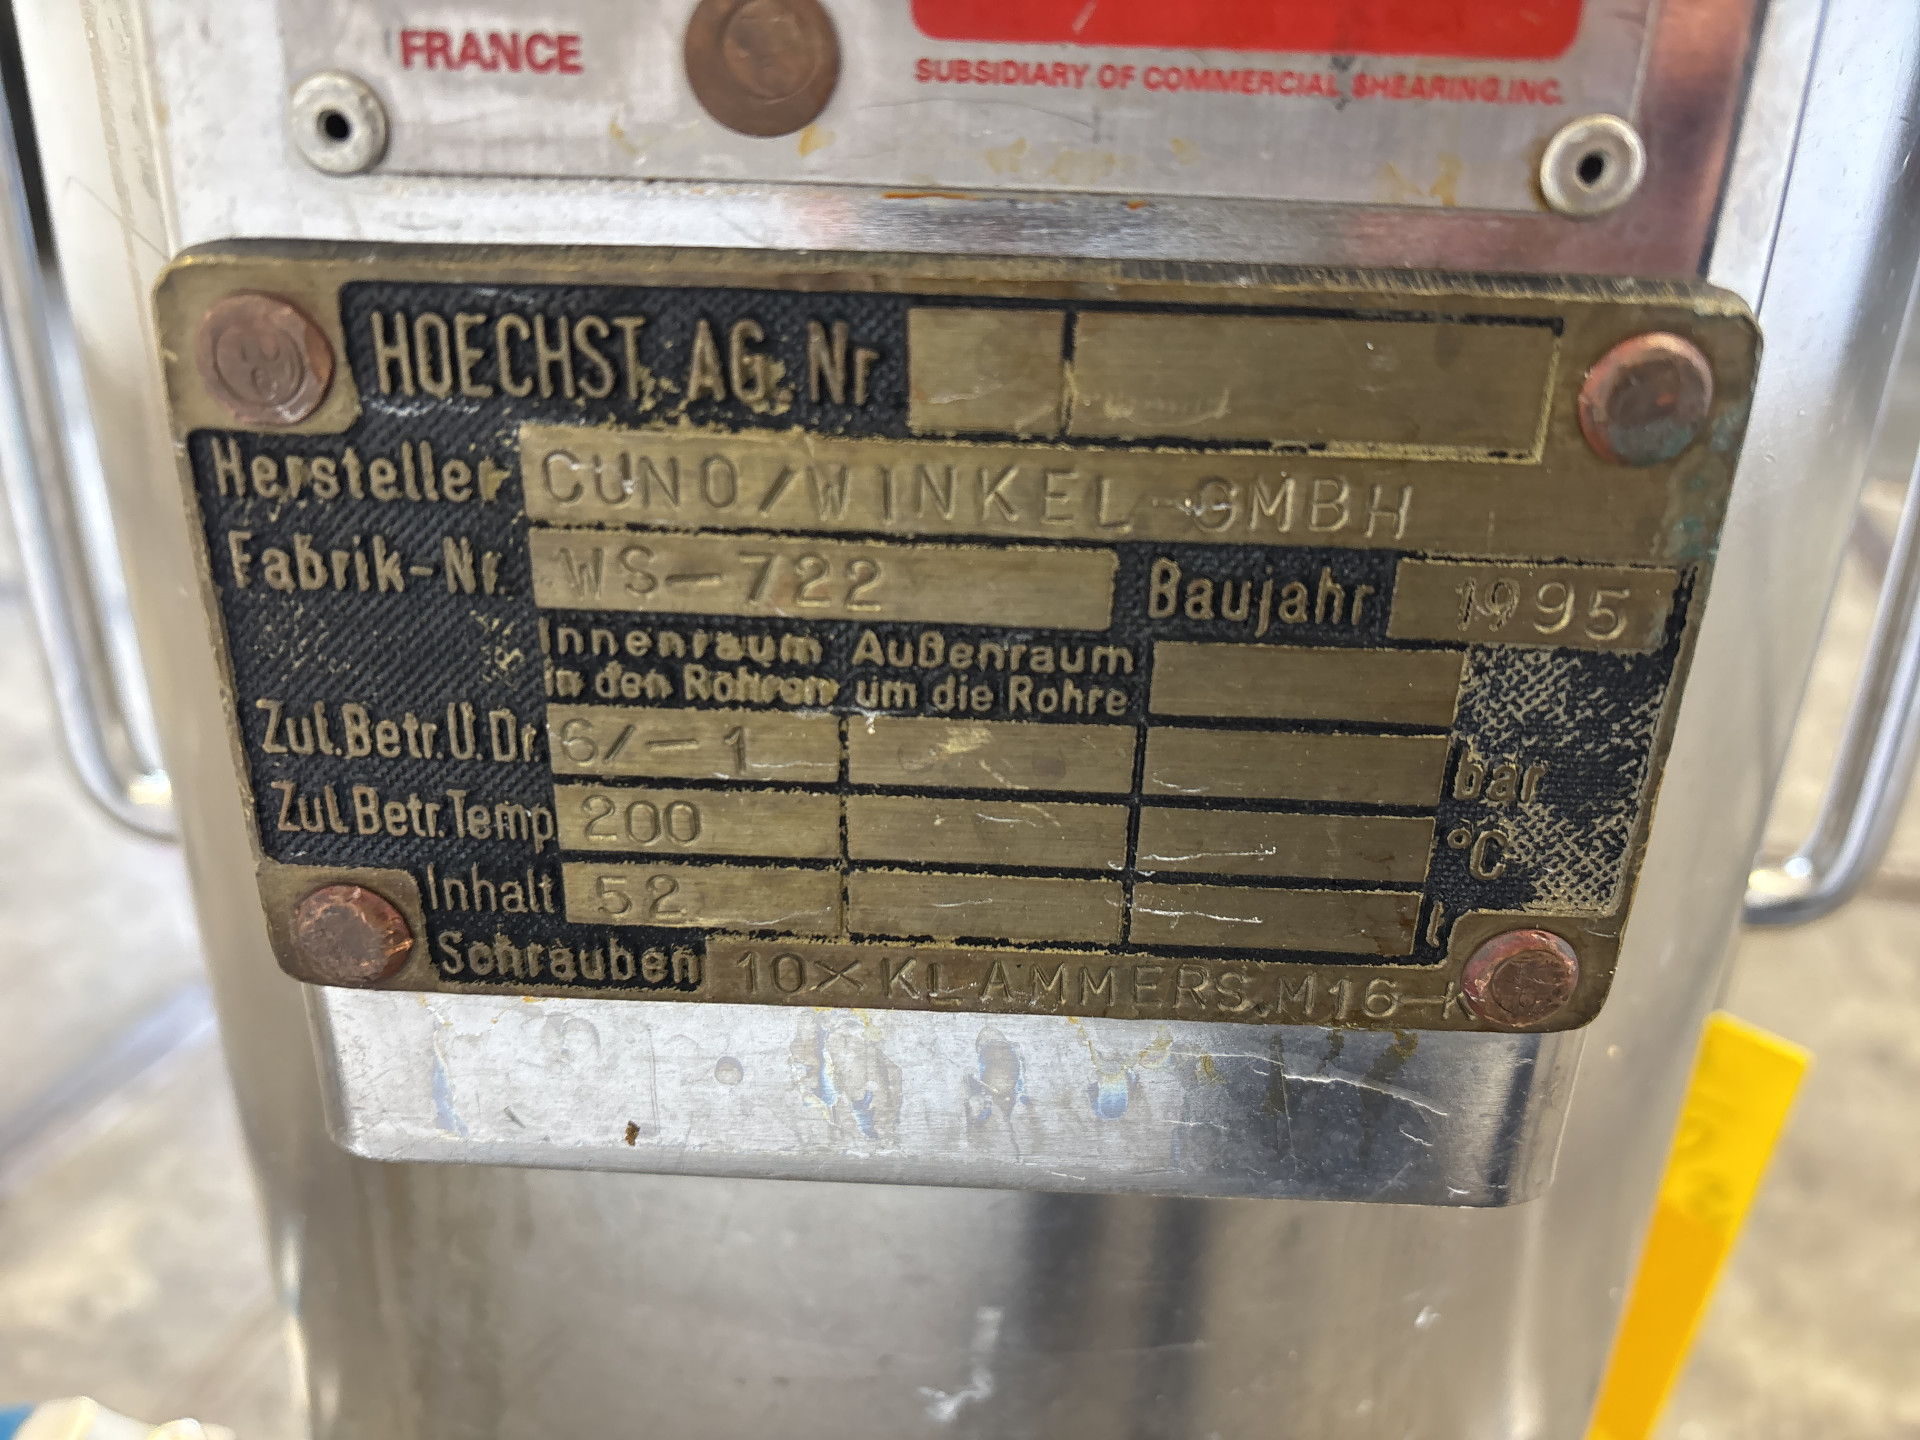 FRANCE
SUBSIDIARY OF COMMERCIAL SHEARING, INC.
HOECHST AG. Nr
Hersteller CUNO/WINKEL GMBH
Fabrik-Nr. WS-722 Baujahr 1995
Innenraum Außenraum
in den Rohren um die Rohre
Zul. Betr. Ü. Dr. 6/-1 bar
Zul. Betr. Temp 200 °C
Inhalt 52 l
Schrauben 10×KLAMMERS.M16-K